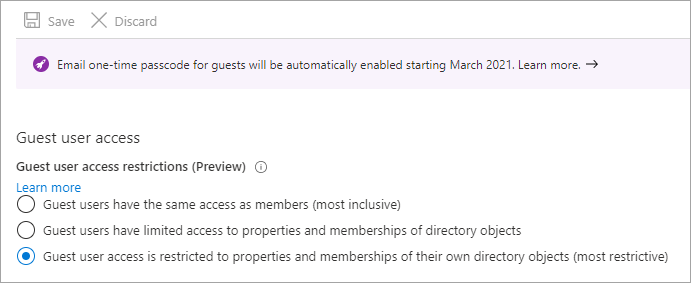 Save Discard
Email one-time passcode for guests will be automatically enabled starting March 2021. Learn more. →
Guest user access
Guest user access restrictions (Preview)
Learn more
Guest users have the same access as members (most inclusive)
Guest users have limited access to properties and memberships of directory objects
Guest user access is restricted to properties and memberships of their own directory objects (most restrictive)